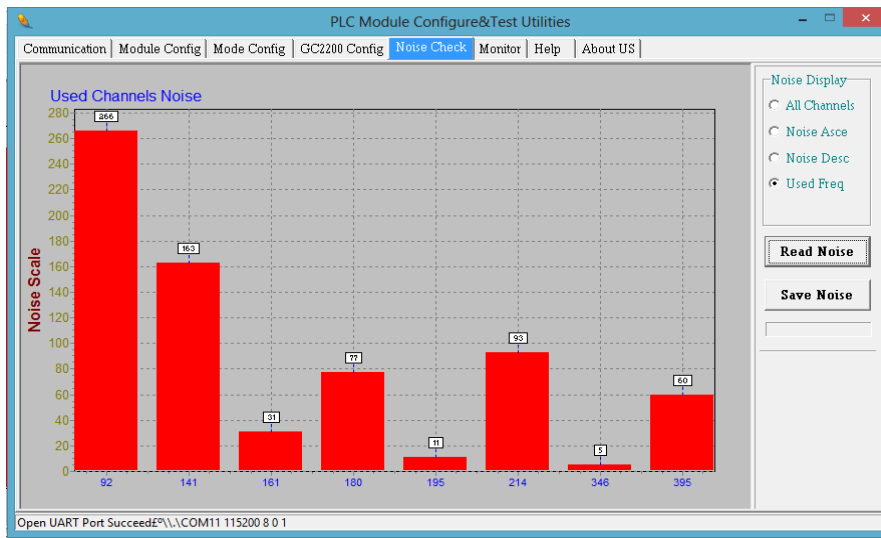 PLC Module Configure&Test Utilities
Communication Module Config Mode Config GC2200 Config Noise Check Monitor Help About US
Used Channels Noise
280
260
240
220
200
180
160
140
120
100
80
60
40
20
0
Noise Scale
266
163
31
77
11
93
5
60
92 141 161 180 195 214 346 395
Noise Display
All Channels
Noise Asce
Noise Desc
Used Freq
Read Noise
Save Noise
Open UART Port Succeed£º\\.\COM11 115200 8 0 1